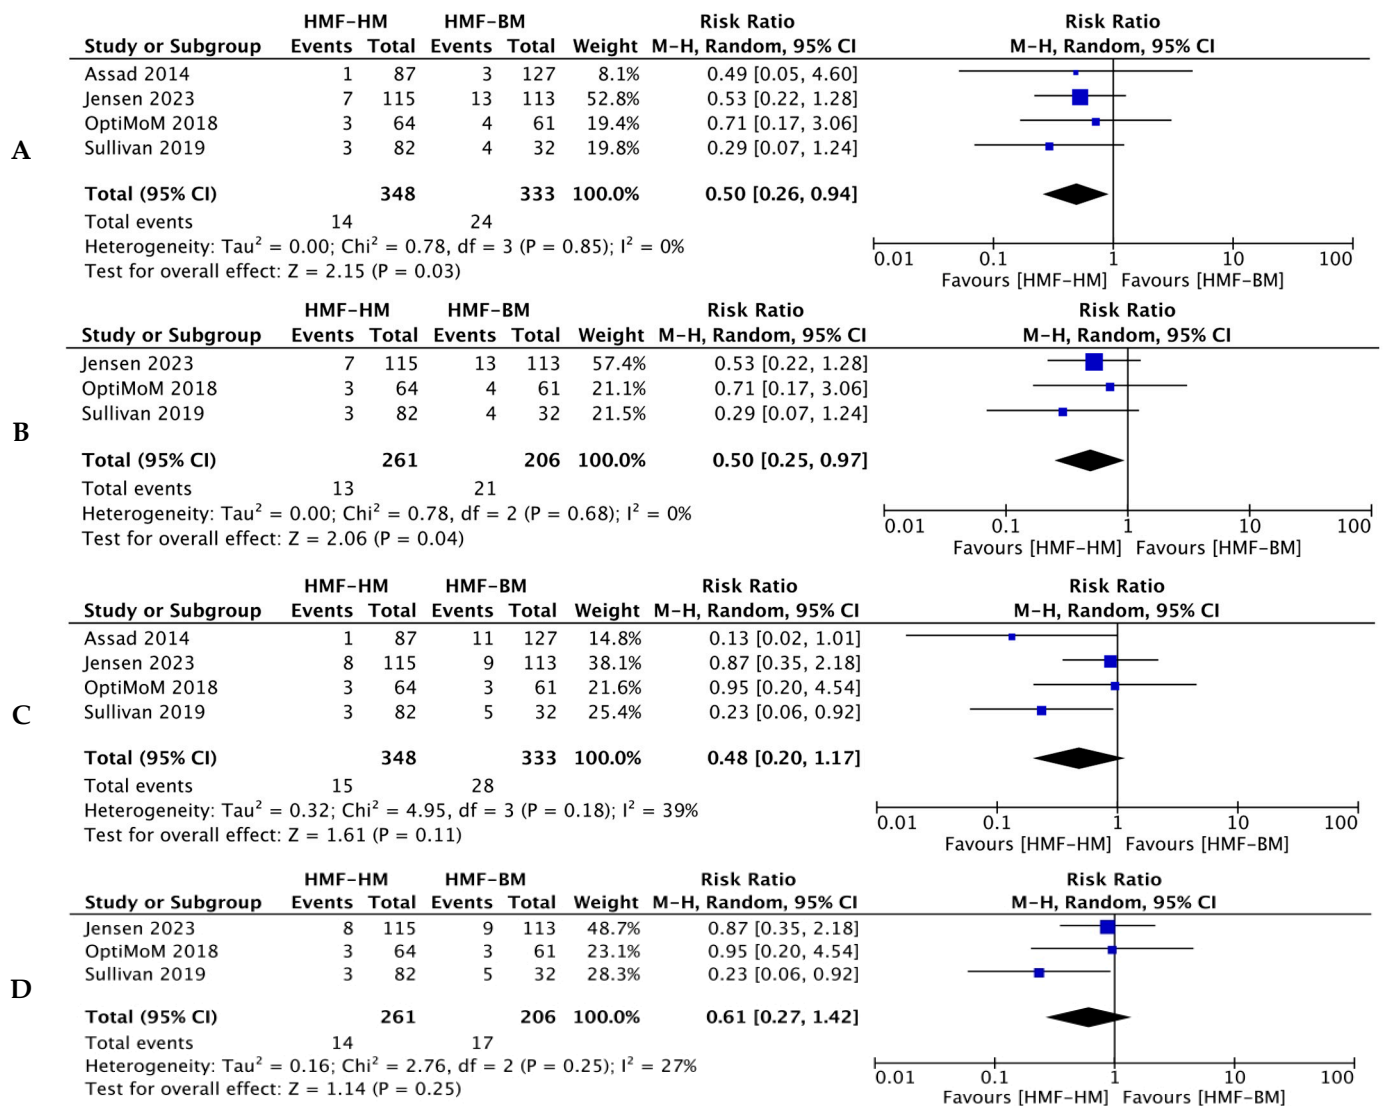 A
HMF-HM HMF-BM Risk Ratio Risk Ratio
Study or Subgroup Events Total Events Total Weight M-H, Random, 95% CI M-H, Random, 95% CI
Assad 2014 1 87 3 127 8.1% 0.49 [0.05, 4.60]
Jensen 2023 7 115 13 113 52.8% 0.53 [0.22, 1.28]
OptiMoM 2018 3 64 4 61 19.4% 0.71 [0.17, 3.06]
Sullivan 2019 3 82 4 32 19.8% 0.29 [0.07, 1.24]
Total (95% CI) 348 333 100.0% 0.50 [0.26, 0.94]
Total events 14 24
Heterogeneity: Tau² = 0.00; Chi² = 0.78, df = 3 (P = 0.85); I² = 0%
Test for overall effect: Z = 2.15 (P = 0.03)
0.01 0.1 1 10 100
Favours [HMF-HM] Favours [HMF-BM]
B
HMF-HM HMF-BM Risk Ratio Risk Ratio
Study or Subgroup Events Total Events Total Weight M-H, Random, 95% CI M-H, Random, 95% CI
Jensen 2023 7 115 13 113 57.4% 0.53 [0.22, 1.28]
OptiMoM 2018 3 64 4 61 21.1% 0.71 [0.17, 3.06]
Sullivan 2019 3 82 4 32 21.5% 0.29 [0.07, 1.24]
Total (95% CI) 261 206 100.0% 0.50 [0.25, 0.97]
Total events 13 21
Heterogeneity: Tau² = 0.00; Chi² = 0.78, df = 2 (P = 0.68); I² = 0%
Test for overall effect: Z = 2.06 (P = 0.04)
0.01 0.1 1 10 100
Favours [HMF-HM] Favours [HMF-BM]
C
HMF-HM HMF-BM Risk Ratio Risk Ratio
Study or Subgroup Events Total Events Total Weight M-H, Random, 95% CI M-H, Random, 95% CI
Assad 2014 1 87 11 127 14.8% 0.13 [0.02, 1.01]
Jensen 2023 8 115 9 113 38.1% 0.87 [0.35, 2.18]
OptiMoM 2018 3 64 3 61 21.6% 0.95 [0.20, 4.54]
Sullivan 2019 3 82 5 32 25.4% 0.23 [0.06, 0.92]
Total (95% CI) 348 333 100.0% 0.48 [0.20, 1.17]
Total events 15 28
Heterogeneity: Tau² = 0.32; Chi² = 4.95, df = 3 (P = 0.18); I² = 39%
Test for overall effect: Z = 1.61 (P = 0.11)
0.01 0.1 1 10 100
Favours [HMF-HM] Favours [HMF-BM]
D
HMF-HM HMF-BM Risk Ratio Risk Ratio
Study or Subgroup Events Total Events Total Weight M-H, Random, 95% CI M-H, Random, 95% CI
Jensen 2023 8 115 9 113 48.7% 0.87 [0.35, 2.18]
OptiMoM 2018 3 64 3 61 23.1% 0.95 [0.20, 4.54]
Sullivan 2019 3 82 5 32 28.3% 0.23 [0.06, 0.92]
Total (95% CI) 261 206 100.0% 0.61 [0.27, 1.42]
Total events 14 17
Heterogeneity: Tau² = 0.16; Chi² = 2.76, df = 2 (P = 0.25); I² = 27%
Test for overall effect: Z = 1.14 (P = 0.25)
0.01 0.1 1 10 100
Favours [HMF-HM] Favours [HMF-BM]